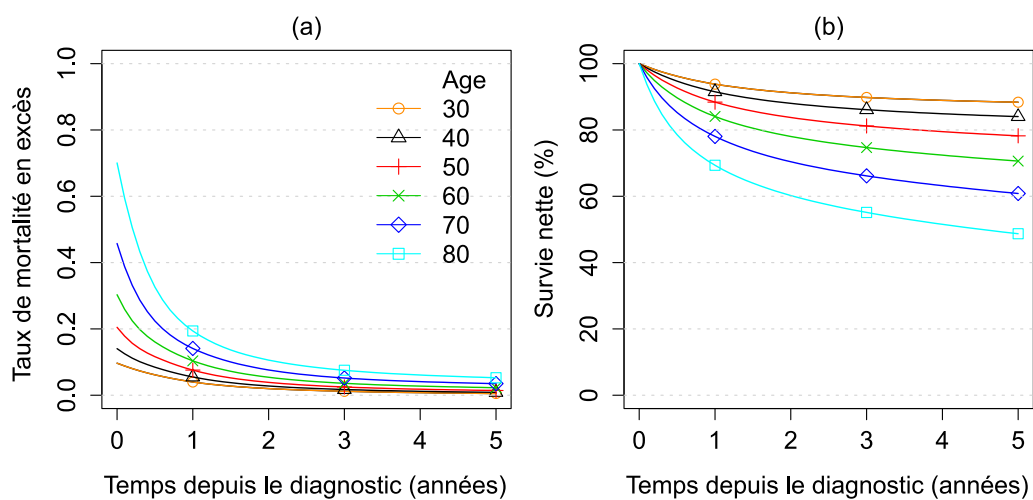 (a)
Taux de mortalité en excès
1.0
0.8
0.6
0.4
0.2
0.0
Age
30
40
50
60
70
80
0 1 2 3 4 5
Temps depuis le diagnostic (années)
(b)
Survie nette (%)
100
80
60
40
20
0
0 1 2 3 4 5
Temps depuis le diagnostic (années)